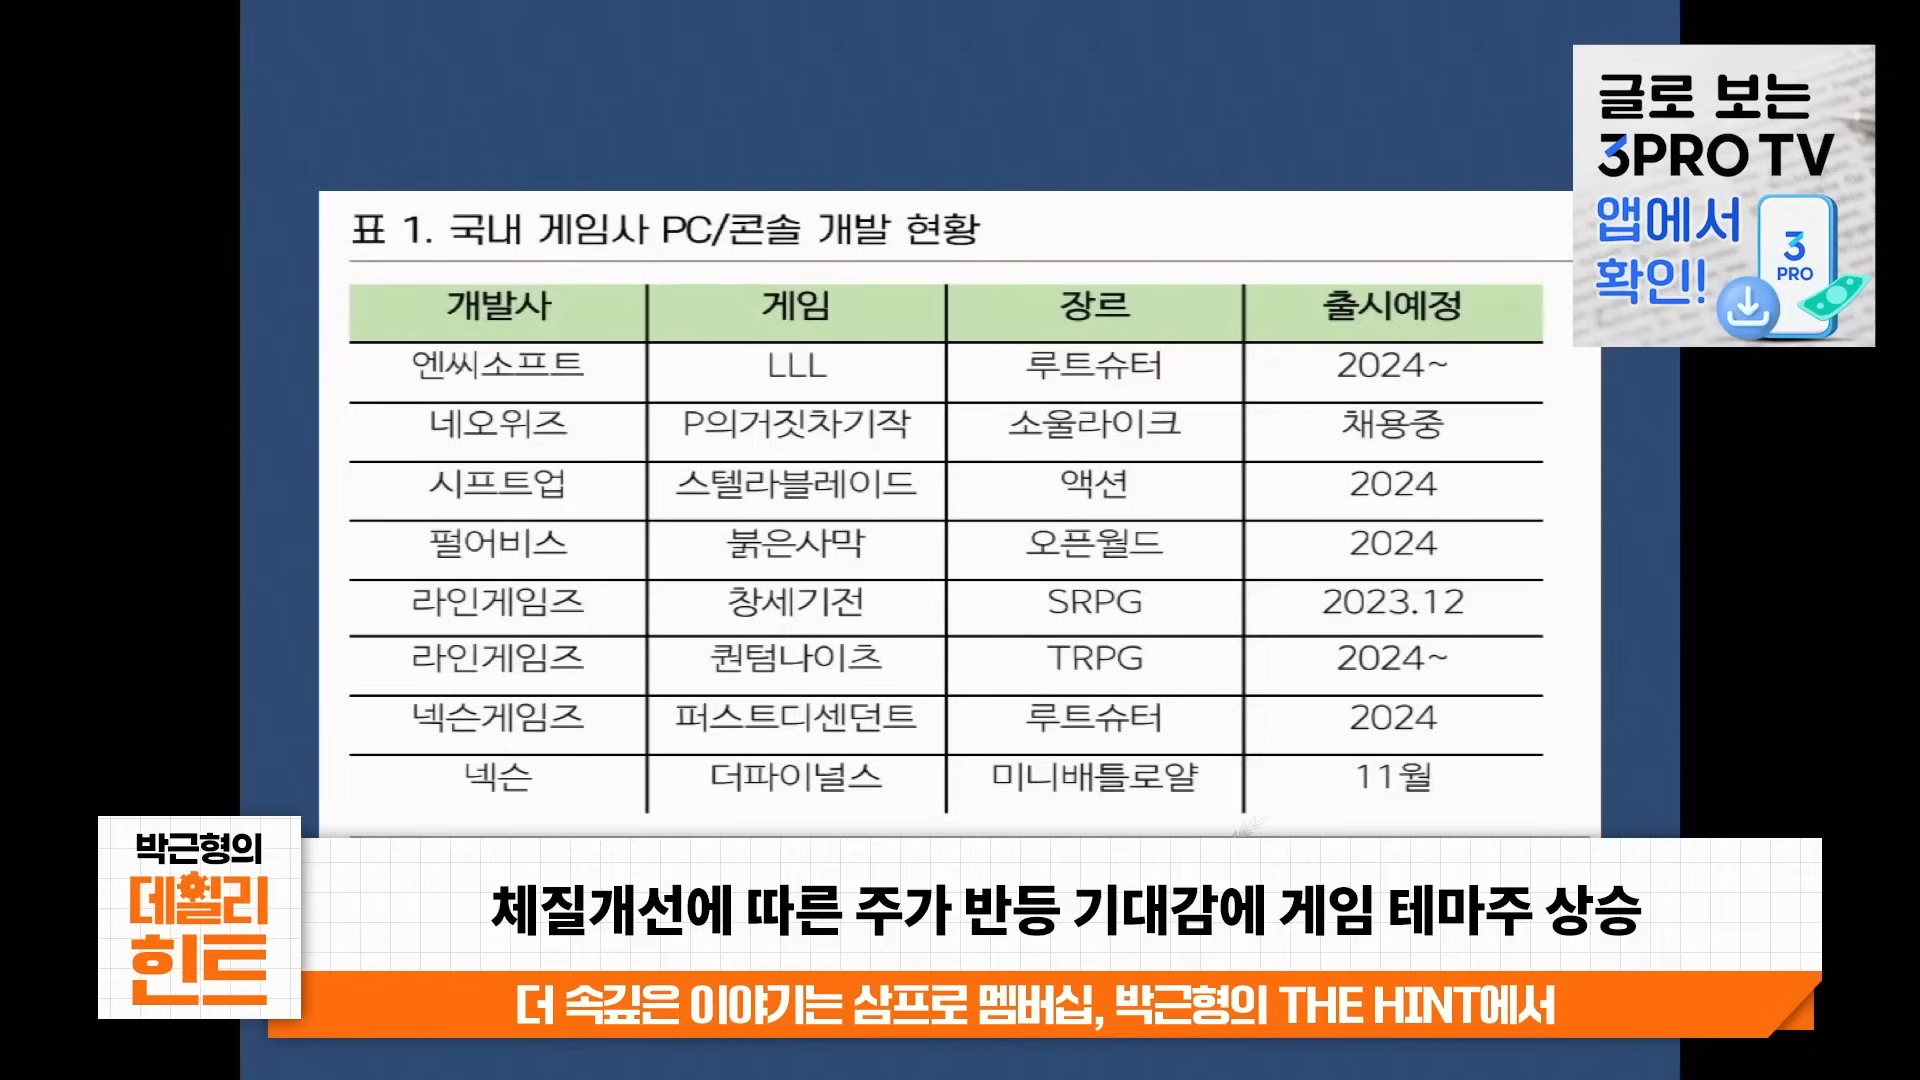 글로 보는
3PRO TV
앱에서
확인!
3
PRO
표 1. 국내 게임사 PC/콘솔 개발 현황
개발사 게임 장르 출시예정
엔씨소프트 LLL 루트슈터 2024~
네오위즈 P의거짓차기작 소울라이크 채용중
시프트업 스텔라블레이드 액션 2024
펄어비스 붉은사막 오픈월드 2024
라인게임즈 창세기전 SRPG 2023.12
라인게임즈 퀀텀나이츠 TRPG 2024~
넥슨게임즈 퍼스트디센던트 루트슈터 2024
넥슨 더파이널스 미니배틀로얄 11월
박근형의
데일리
힌트
체질개선에 따른 주가 반등 기대감에 게임 테마주 상승
더 속깊은 이야기는 삼프로 멤버십, 박근형의 THE HINT에서